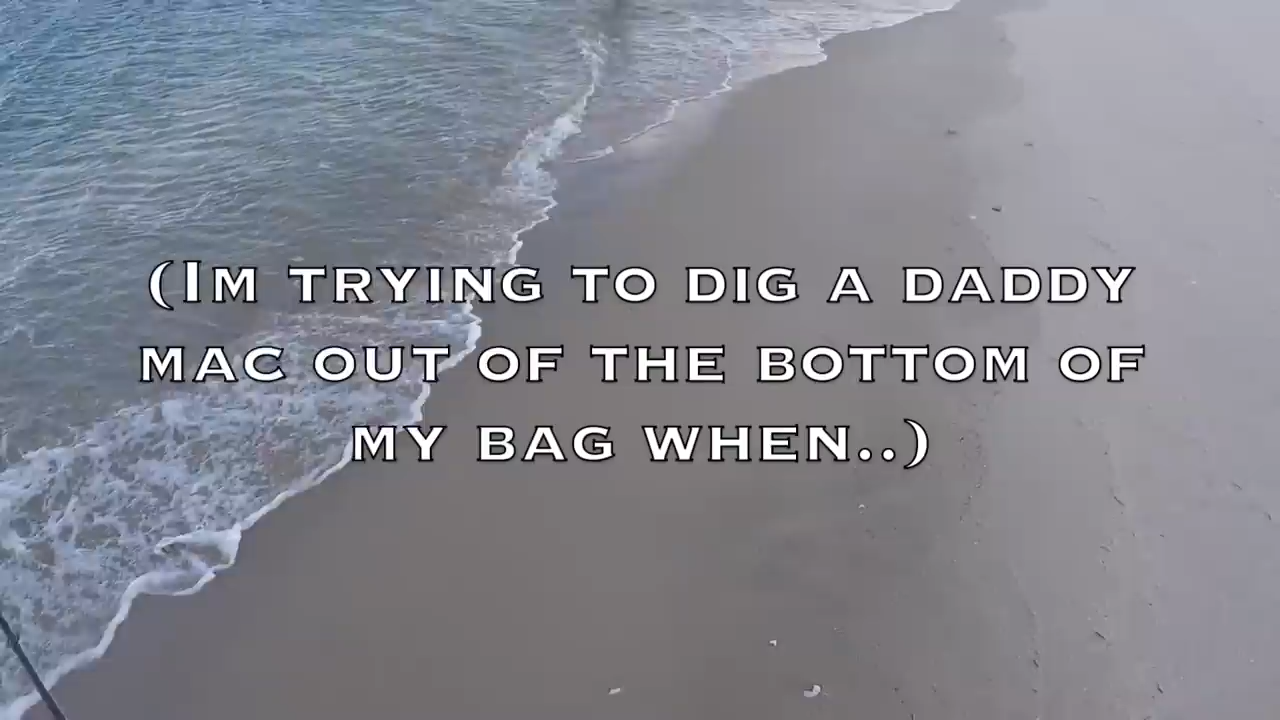 (Im trying to dig a daddy
mac out of the bottom of
my bag when..)